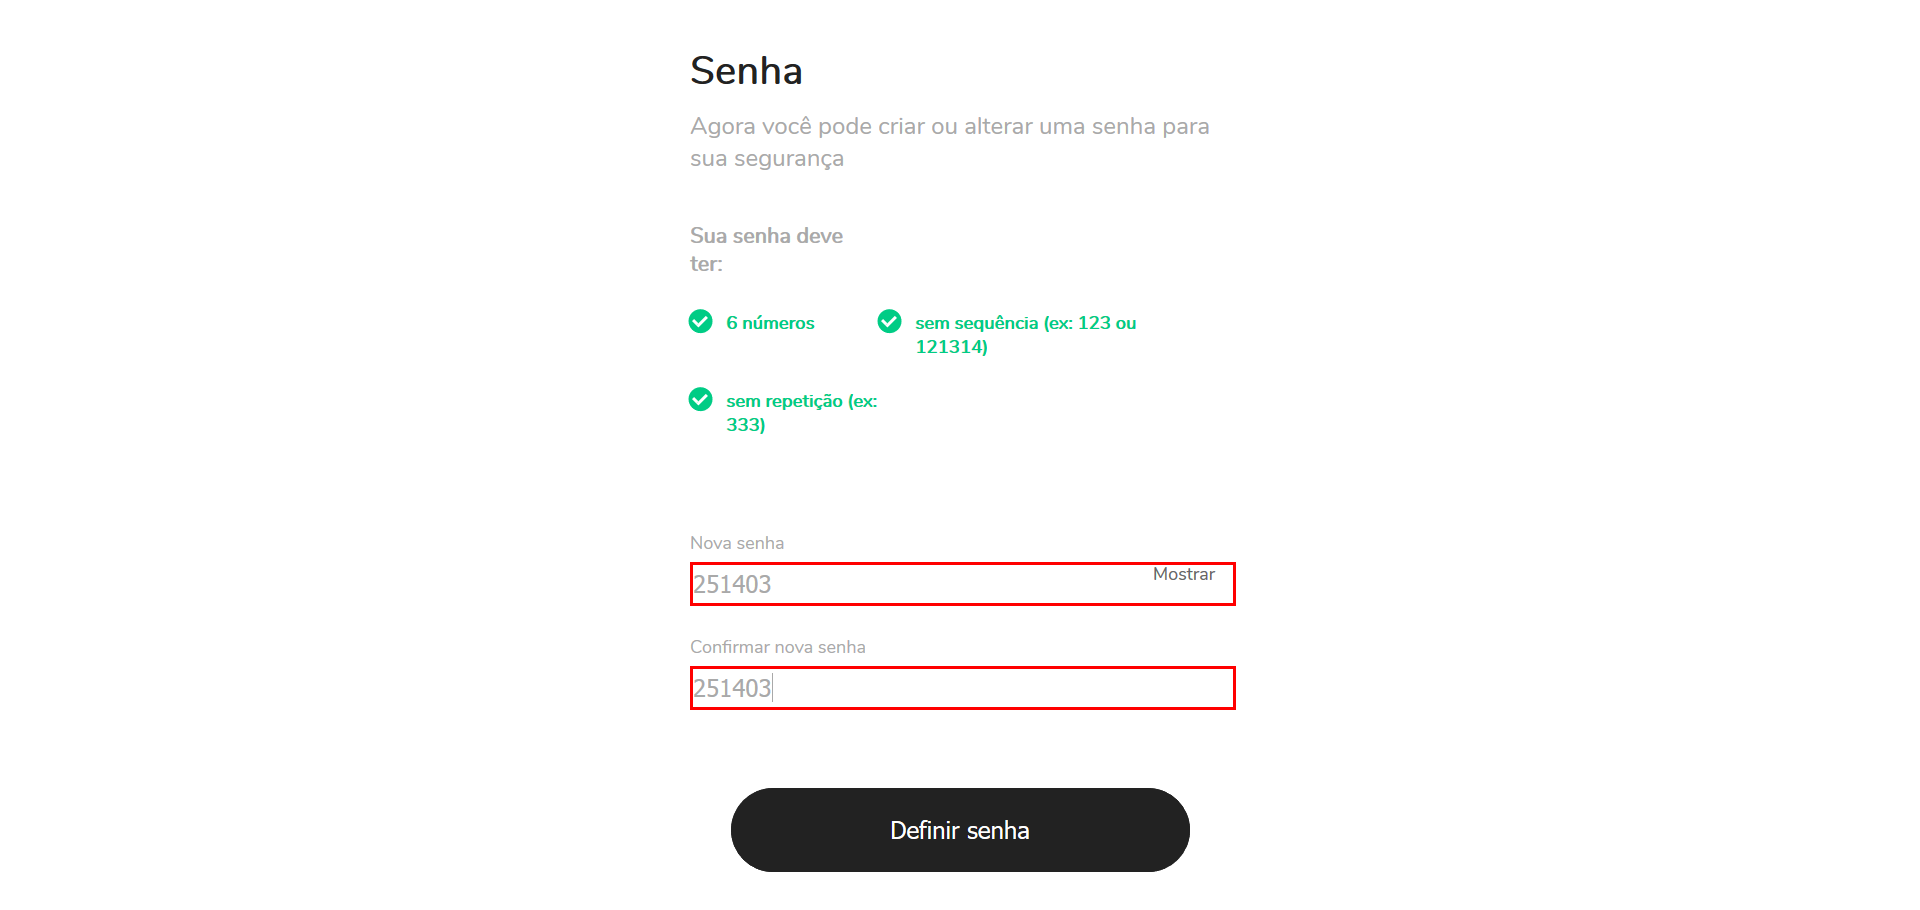 Senha
Agora você pode criar ou alterar uma senha para
sua segurança
Sua senha deve
ter:
6 números
sem sequência (ex: 123 ou
121314)
sem repetição (ex:
333)
Nova senha
251403
Mostrar
Confirmar nova senha
251403
Definir senha